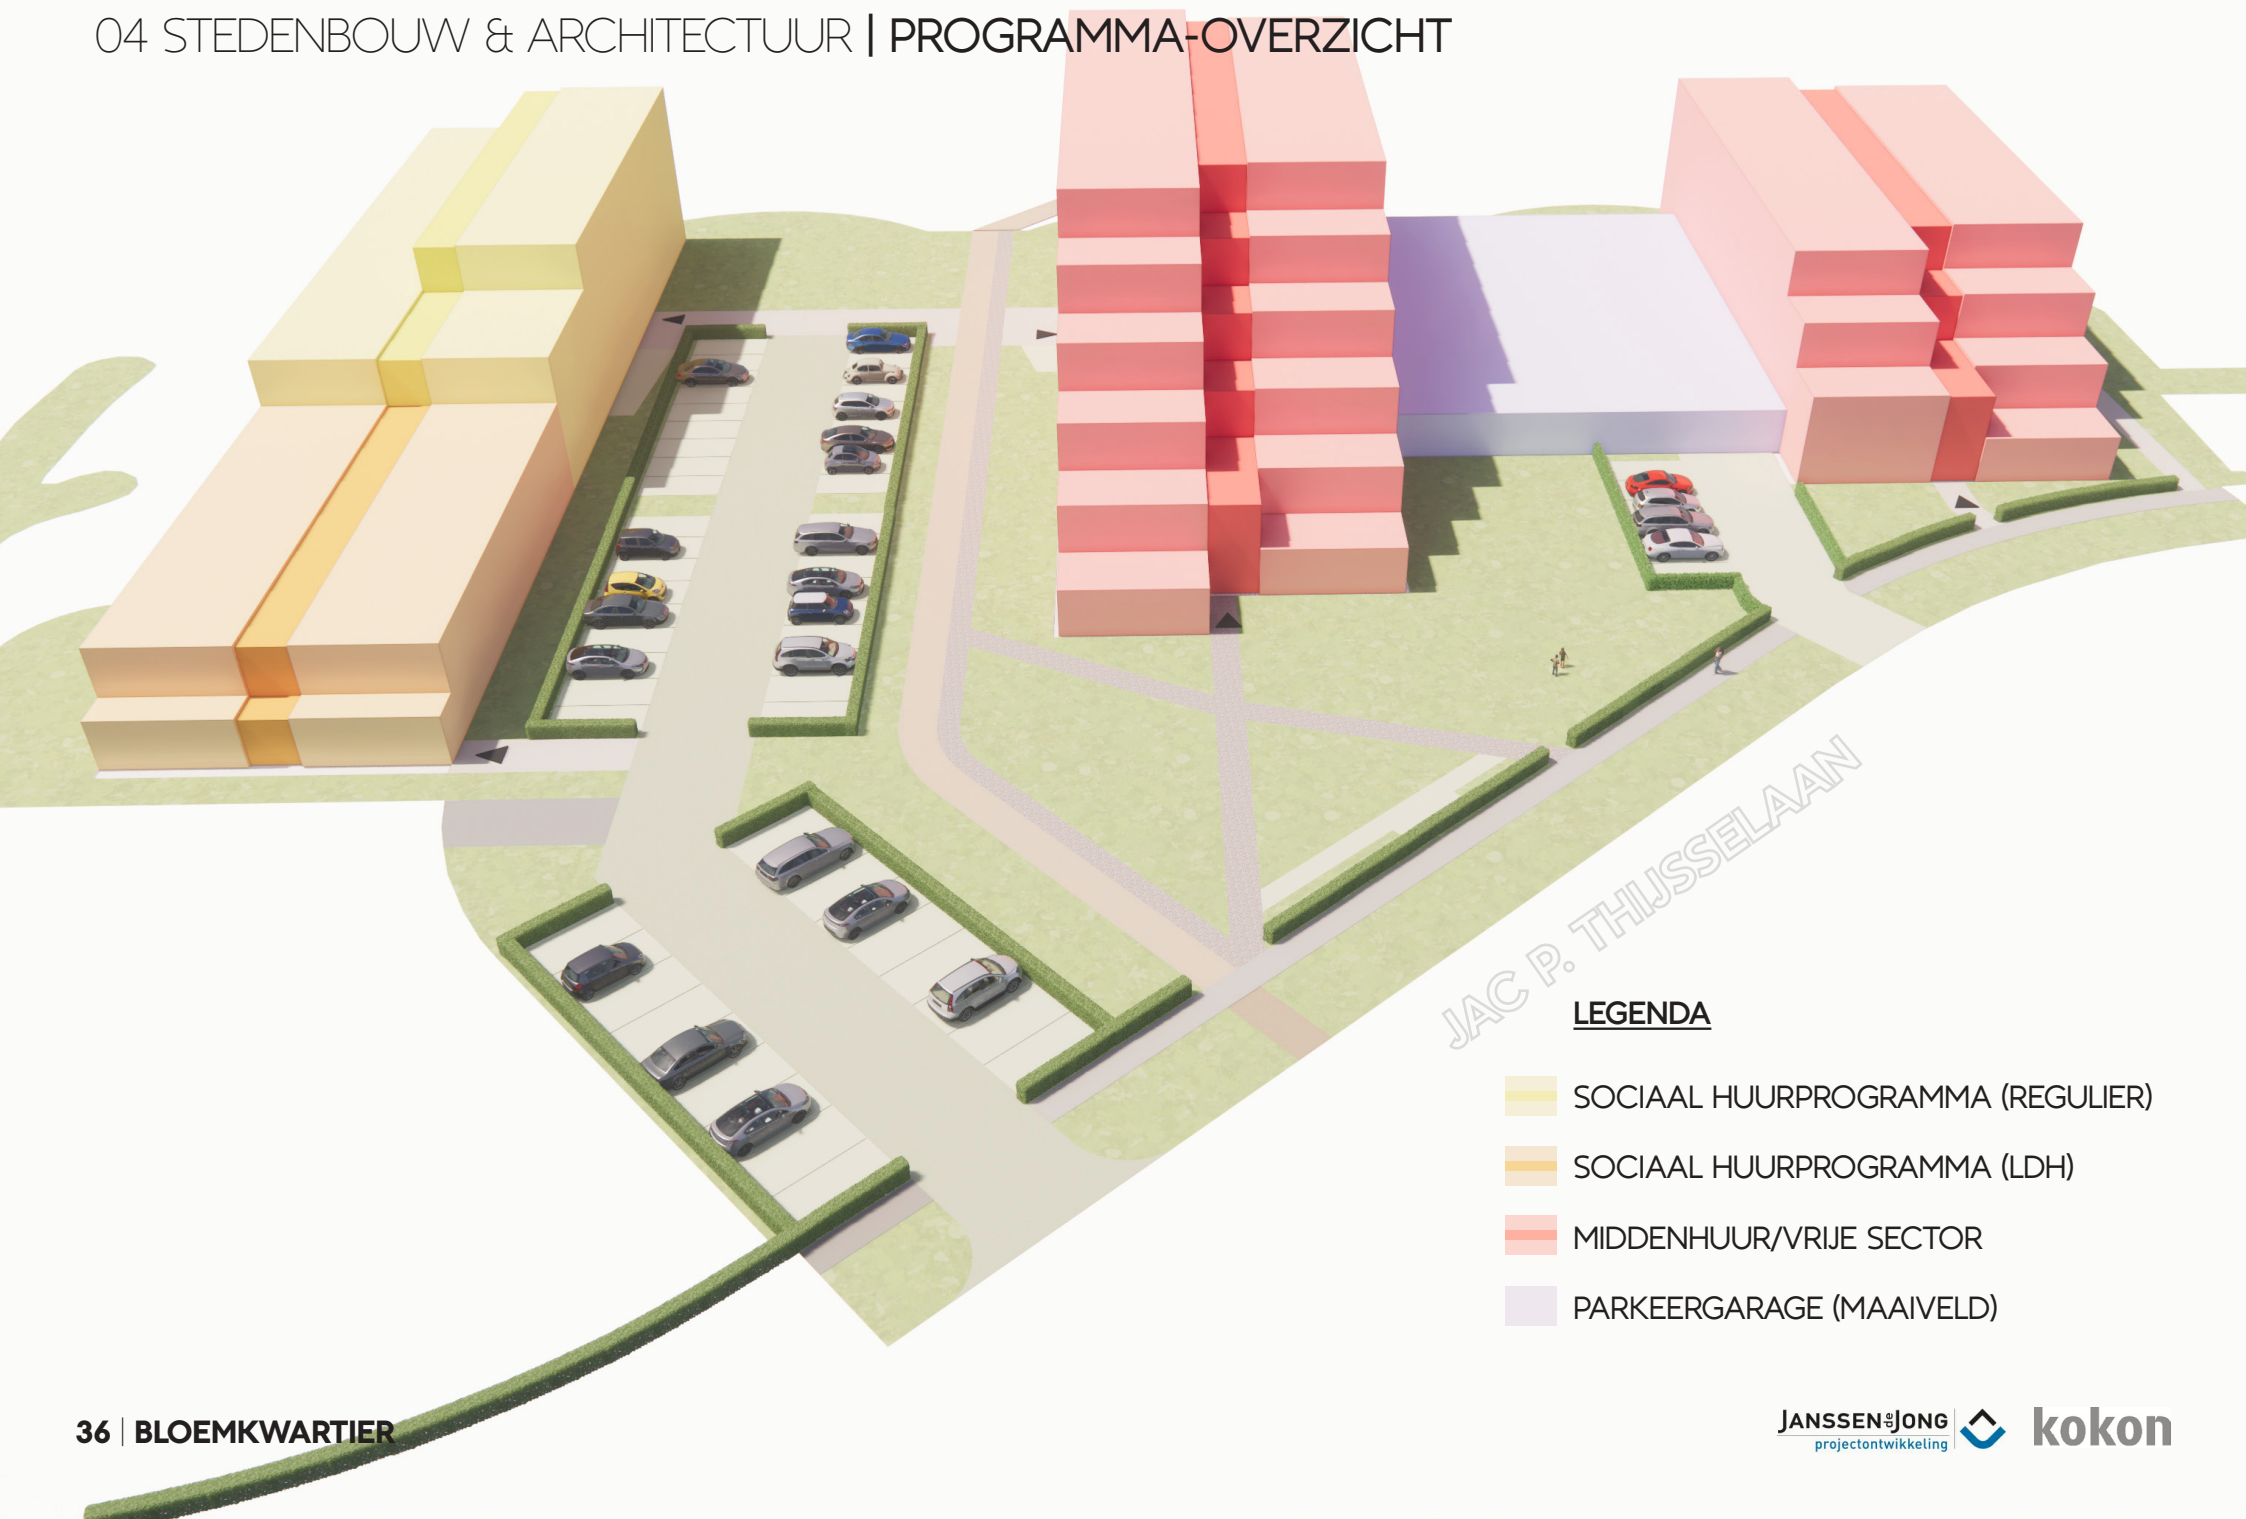 04 STEDENBOUW & ARCHITECTUUR | PROGRAMMA-OVERZICHT
JAC P. THIJSSELAAN
LEGENDA
SOCIAAL HUURPROGRAMMA (REGULIER)
SOCIAAL HUURPROGRAMMA (LDH)
MIDDENHUUR/VRIJE SECTOR
PARKEERGARAGE (MAAIVELD)
36 | BLOEMKWARTIER
JANSSEN de JONG
projectontwikkeling
kokon